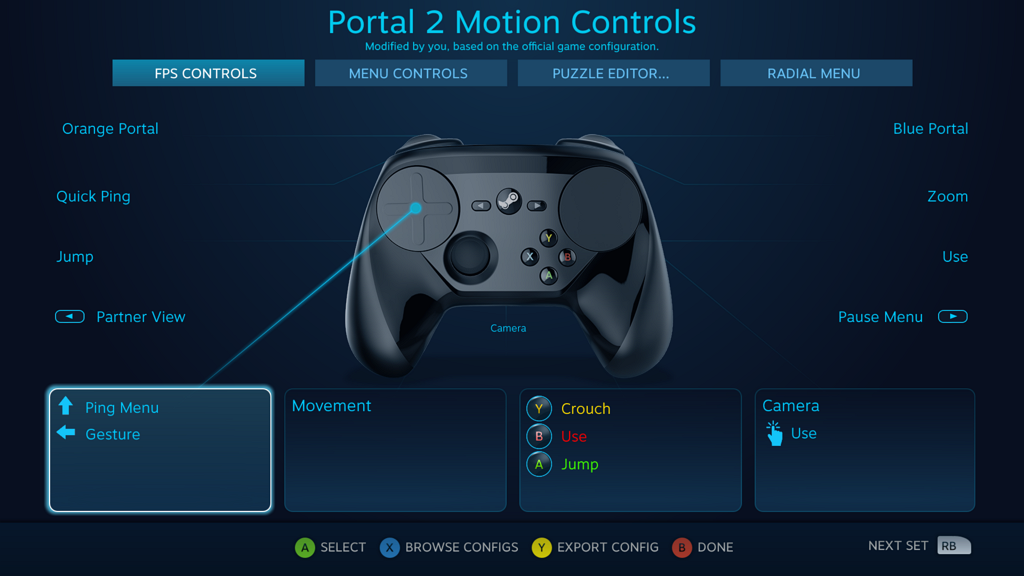 Portal 2 Motion Controls
Modified by you, based on the official game configuration.
FPS CONTROLS
MENU CONTROLS
PUZZLE EDITOR...
RADIAL MENU
Orange Portal
Blue Portal
Quick Ping
Zoom
Jump
Use
Partner View
Pause Menu
Y
X
B
A
Camera
Ping Menu
Gesture
Movement
Y Crouch
B Use
A Jump
Camera
Use
A SELECT
X BROWSE CONFIGS
Y EXPORT CONFIG
B DONE
NEXT SET RB